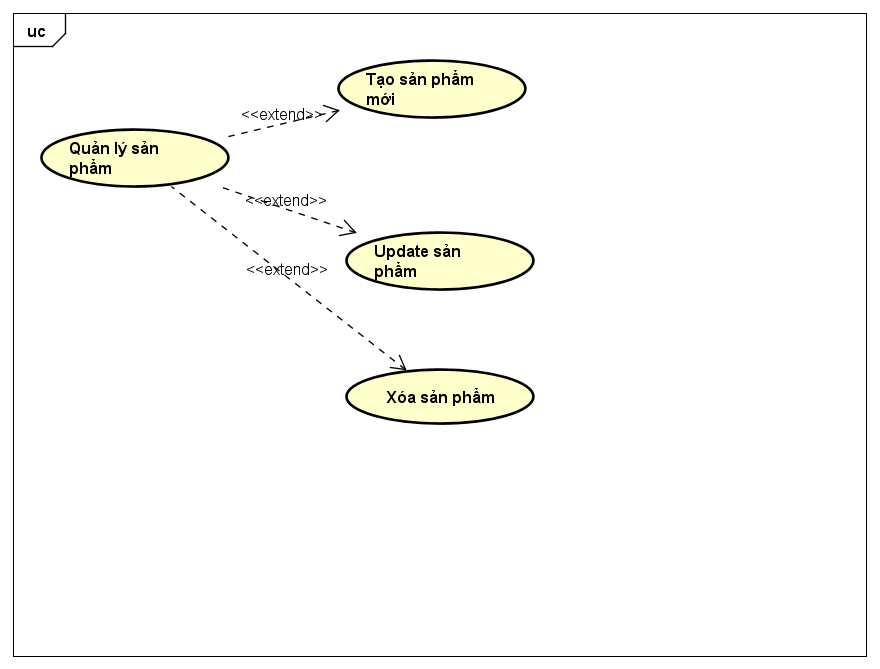 uc
Tạo sản phẩm
mới
<<extend>>
Quản lý sản
phẩm
<<extend>>
Update sản
phẩm
<<extend>>
Xóa sản phẩm